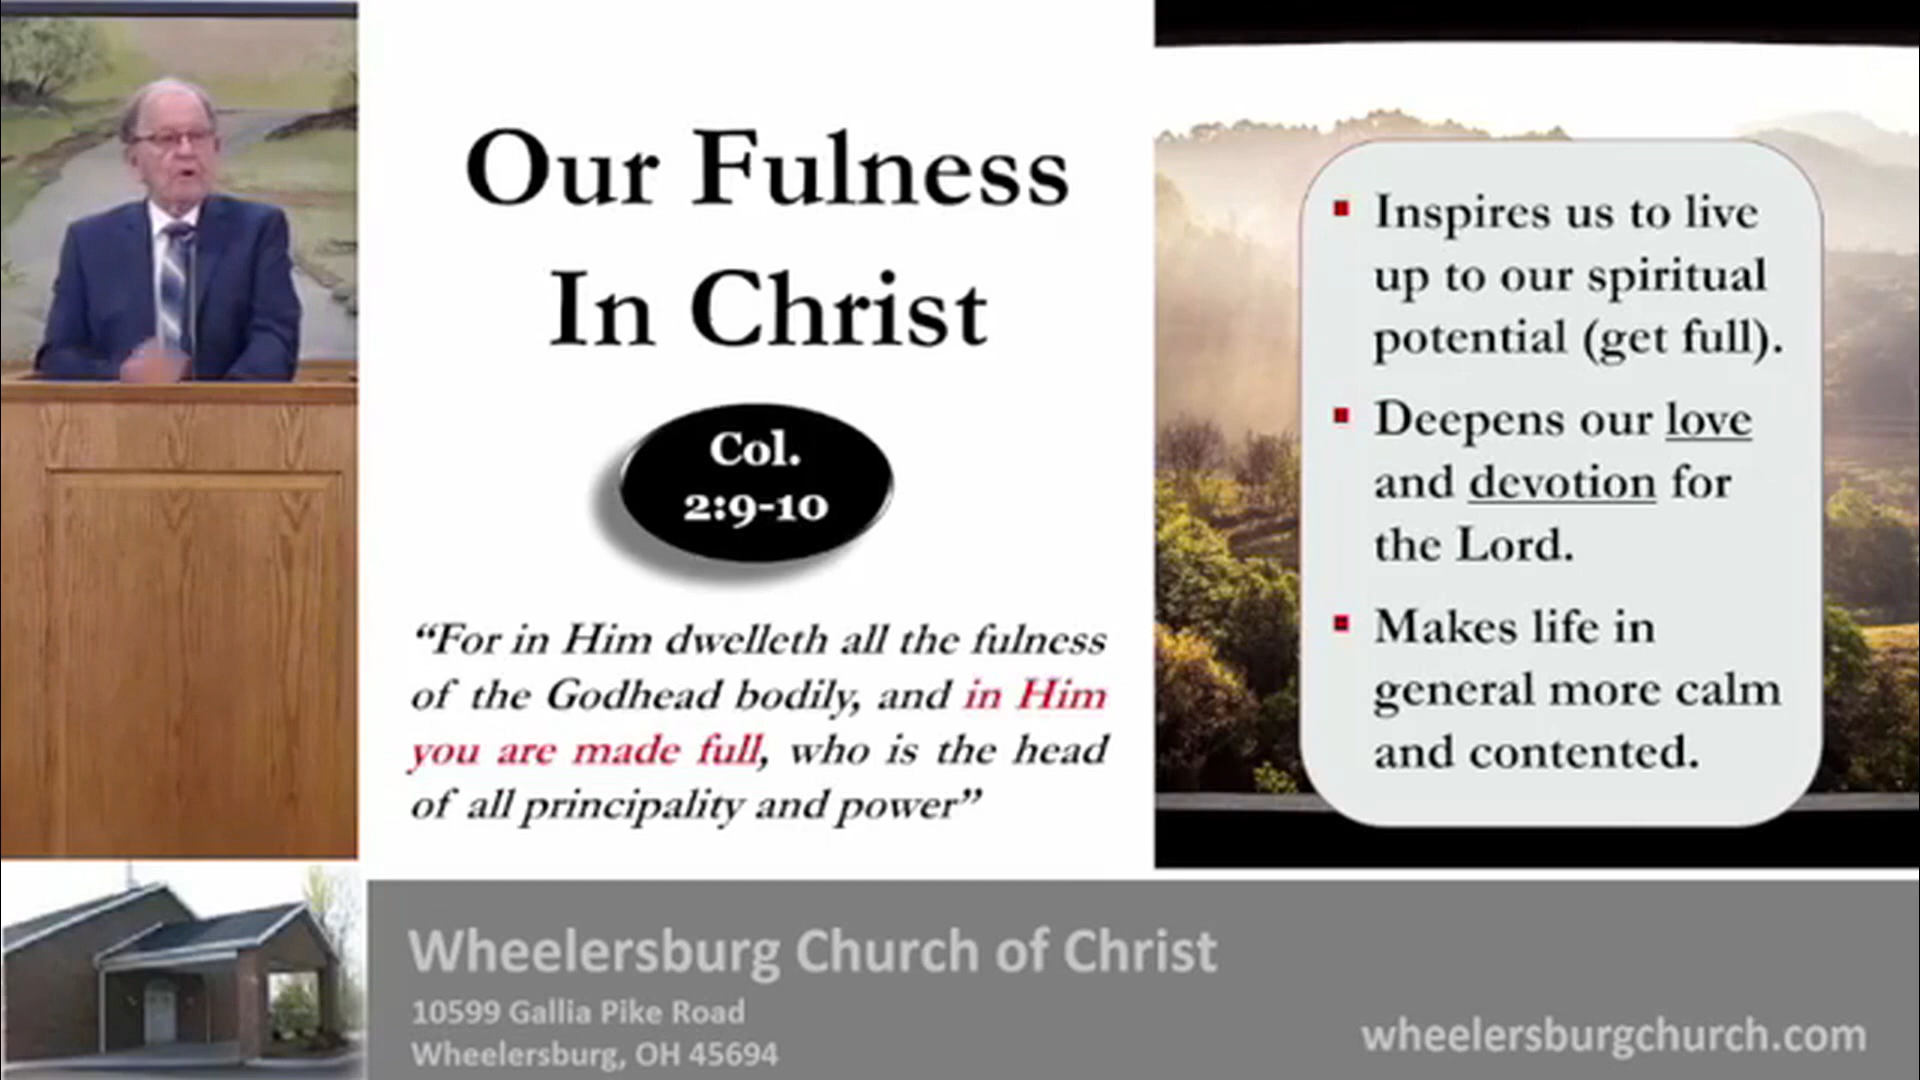 Our Fulness
In Christ
Col.
2:9-10
“For in Him dwelleth all the fulness
of the Godhead bodily, and in Him
you are made full, who is the head
of all principality and power”
Inspires us to live
up to our spiritual
potential (get full).
Deepens our love
and devotion for
the Lord.
Makes life in
general more calm
and contented.
Wheelersburg Church of Christ
10599 Gallia Pike Road
Wheelersburg, OH 45694
wheelersburgchurch.com